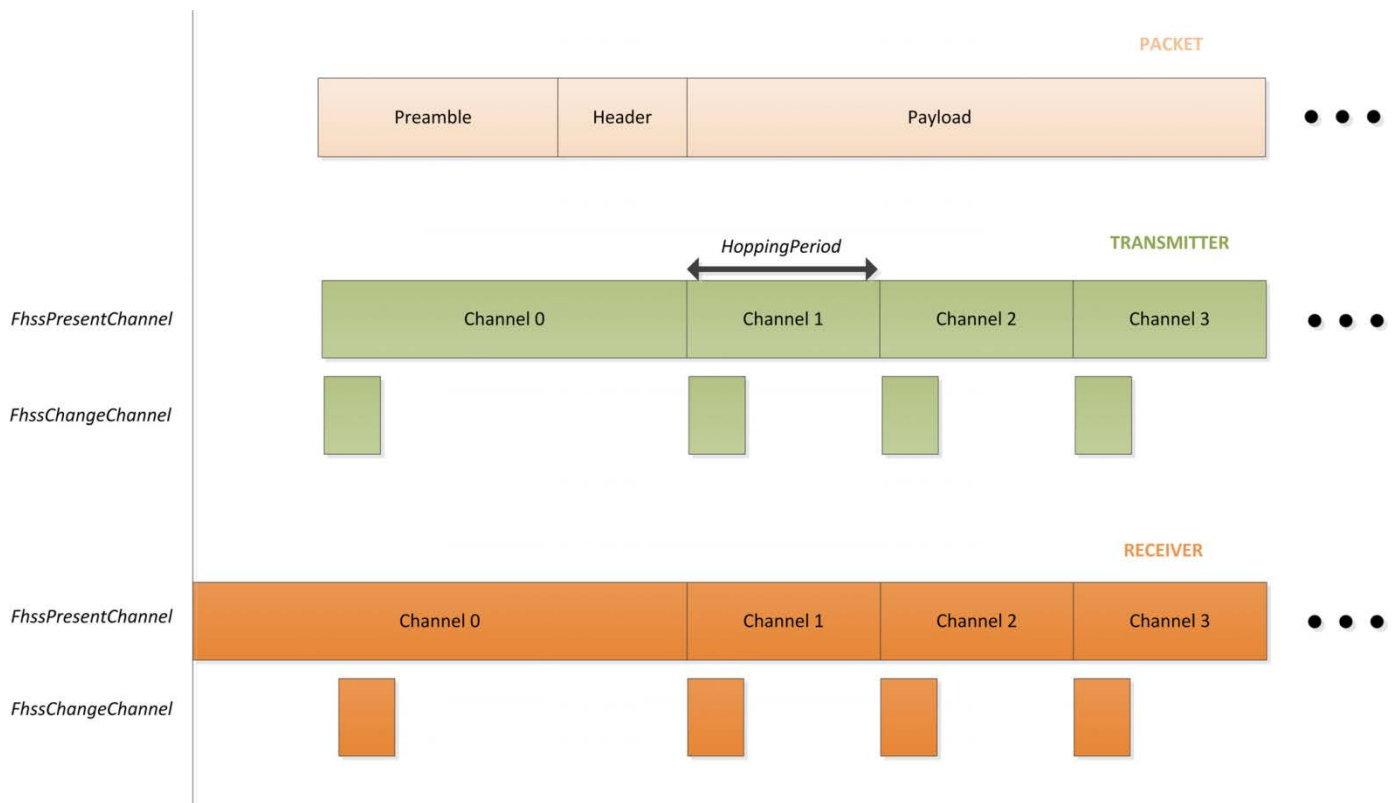 PACKET
Preamble Header Payload
HoppingPeriod TRANSMITTER
FhssPresentChannel Channel 0 Channel 1 Channel 2 Channel 3
FhssChangeChannel
RECEIVER
FhssPresentChannel Channel 0 Channel 1 Channel 2 Channel 3
FhssChangeChannel